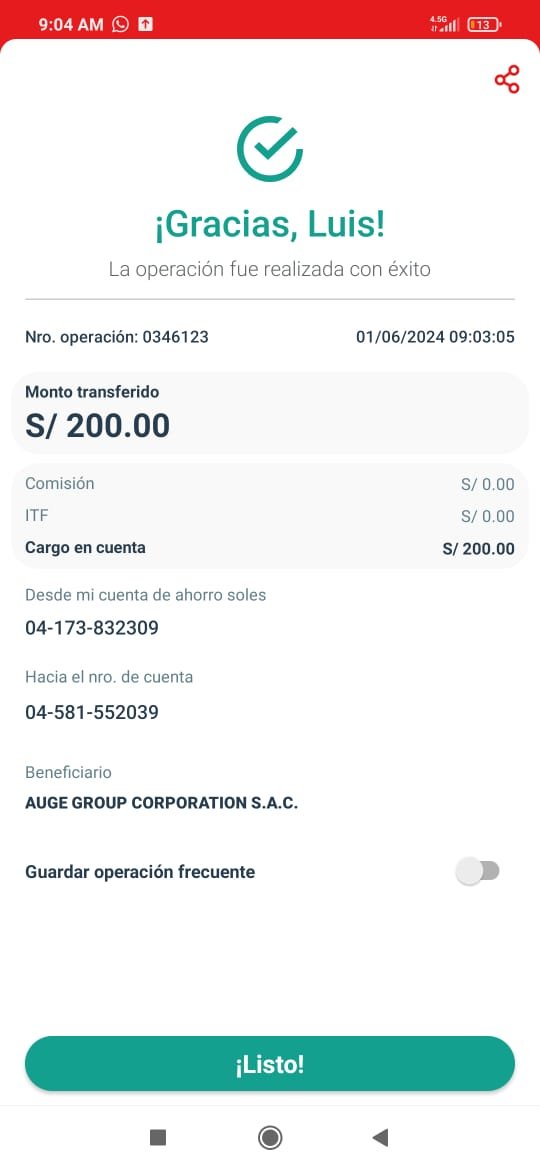 9:04 AM 4.5G 13
¡Gracias, Luis!
La operación fue realizada con éxito
Nro. operación: 0346123 01/06/2024 09:03:05
Monto transferido
S/ 200.00
Comisión S/ 0.00
ITF S/ 0.00
Cargo en cuenta S/ 200.00
Desde mi cuenta de ahorro soles
04-173-832309
Hacia el nro. de cuenta
04-581-552039
Beneficiario
AUGE GROUP CORPORATION S.A.C.
Guardar operación frecuente
¡Listo!